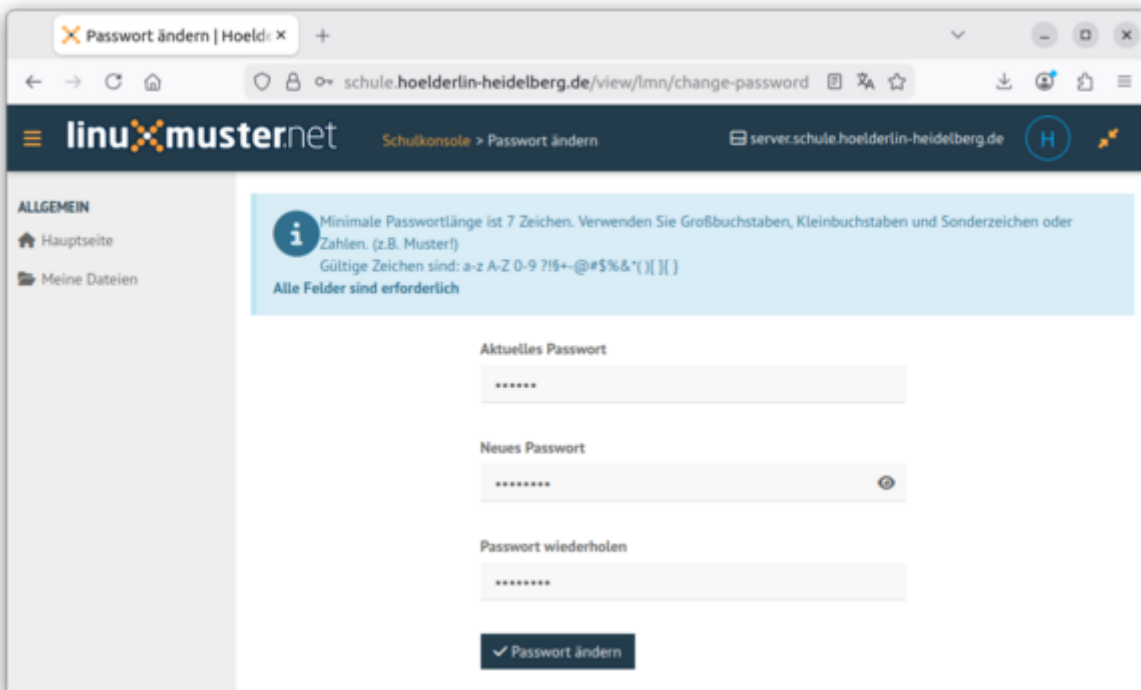 Passwort ändern | Hoelde
schule.hoelderlin-heidelberg.de/view/lmn/change-password
linuxmuster.net
Schulkonsole > Passwort ändern
server.schule.hoelderlin-heidelberg.de
H
ALLGEMEIN
Hauptseite
Meine Dateien
Minimale Passwortlänge ist 7 Zeichen. Verwenden Sie Großbuchstaben, Kleinbuchstaben und Sonderzeichen oder
Zahlen. (z.B. Muster!)
Gültige Zeichen sind: a-z A-Z 0-9 ?!§+-@#$%&*( )[ ]{ }
Alle Felder sind erforderlich
Aktuelles Passwort
••••••
Neues Passwort
••••••••
Passwort wiederholen
••••••••
Passwort ändern